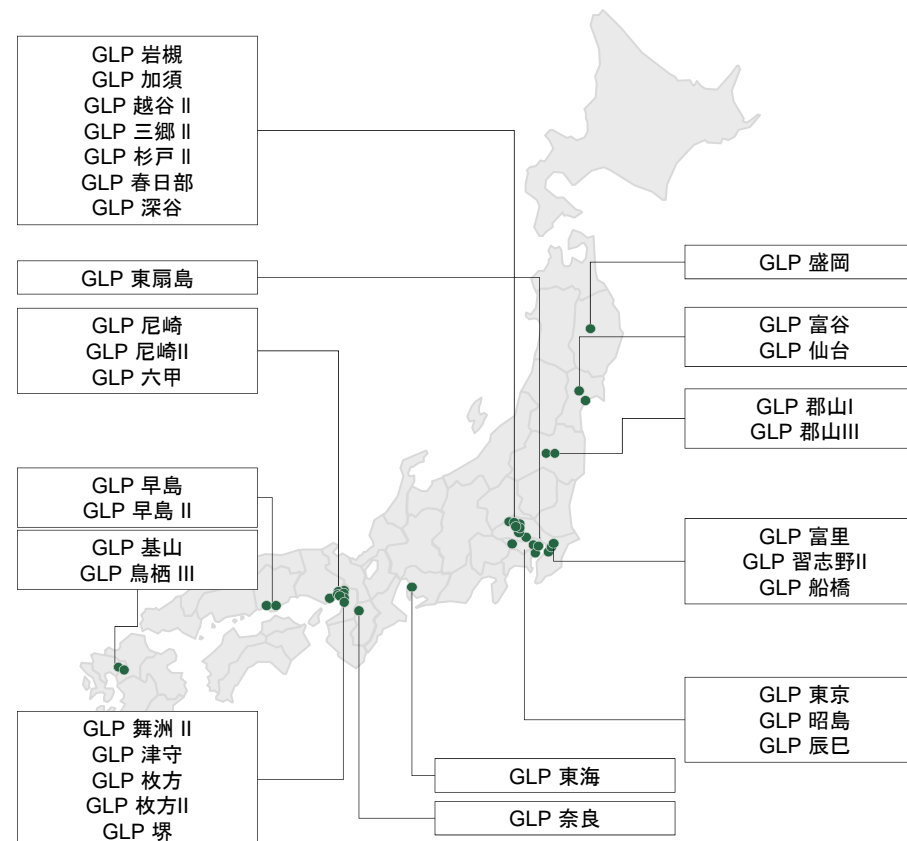 GLP 岩槻
GLP 加須
GLP 越谷 II
GLP 三郷 II
GLP 杉戸 II
GLP 春日部
GLP 深谷
GLP 東扇島
GLP 尼崎
GLP 尼崎II
GLP 六甲
GLP 早島
GLP 早島 II
GLP 基山
GLP 鳥栖 III
GLP 舞洲 II
GLP 津守
GLP 枚方
GLP 枚方II
GLP 堺
GLP 盛岡
GLP 富谷
GLP 仙台
GLP 郡山I
GLP 郡山III
GLP 富里
GLP 習志野II
GLP 船橋
GLP 東京
GLP 昭島
GLP 辰巳
GLP 東海
GLP 奈良